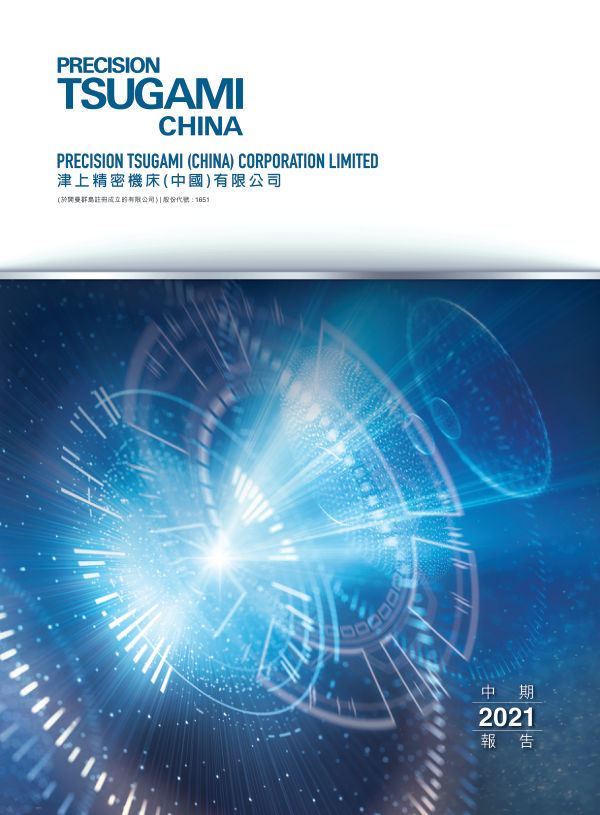 PRECISION
TSUGAMI
CHINA
PRECISION TSUGAMI (CHINA) CORPORATION LIMITED
津上精密機床(中國)有限公司
(於開曼群島註冊成立的有限公司) | 股份代號 : 1651
中期
2021
報告